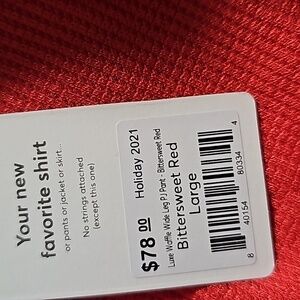 Your new
favorite shirt
or pants or jacket or skirt...
No strings attached
(except this one)
$78.00
Holiday 2021
Luxe Waffle Wide Leg PJ Pant - Bittersweet Red
Bittersweet Red
Large
8 40154 80334 4